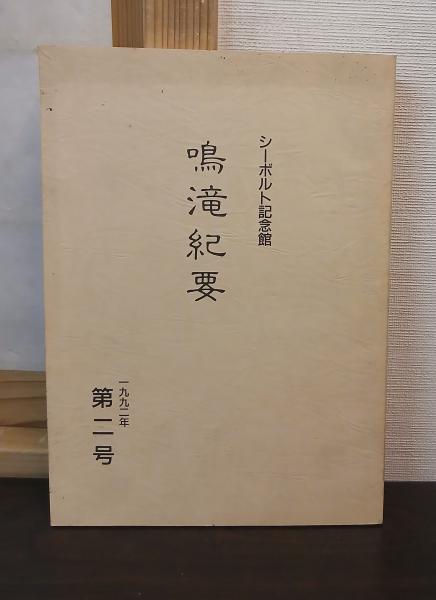 シーボルト記念館
鳴滝紀要
一九九二年
第二号